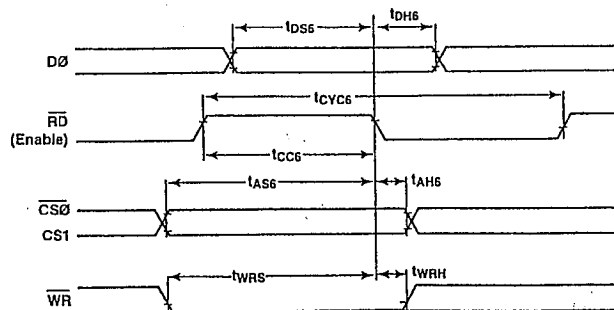 tDS6
tDH6
DØ
tCYC6
RD
(Enable)
tCC6
tAS6
tAH6
CSØ
CS1
tWRS
tWRH
WR